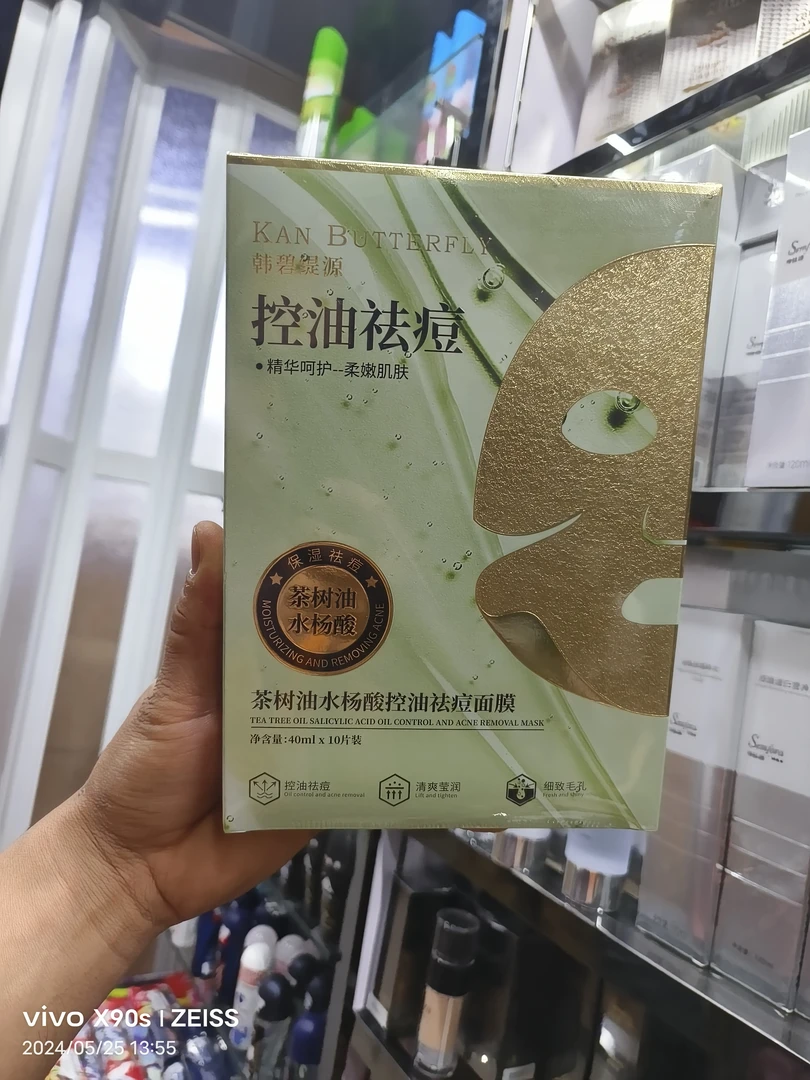 KAN BUTTERFLY
韩碧堤源
控油祛痘
•精华呵护--柔嫩肌肤
保湿祛痘
茶树油
水杨酸
MOISTURIZING AND REMOVING ACNE
茶树油水杨酸控油祛痘面膜
TEA TREE OIL SALICYLIC ACID OIL CONTROL AND ACNE REMOVAL MASK
净含量:40ml x 10片装
控油祛痘
Oil control and acne removal
清爽莹润
Lift and tighten
细致毛孔
vivo X90s | ZEISS
2024/05/25 13:55